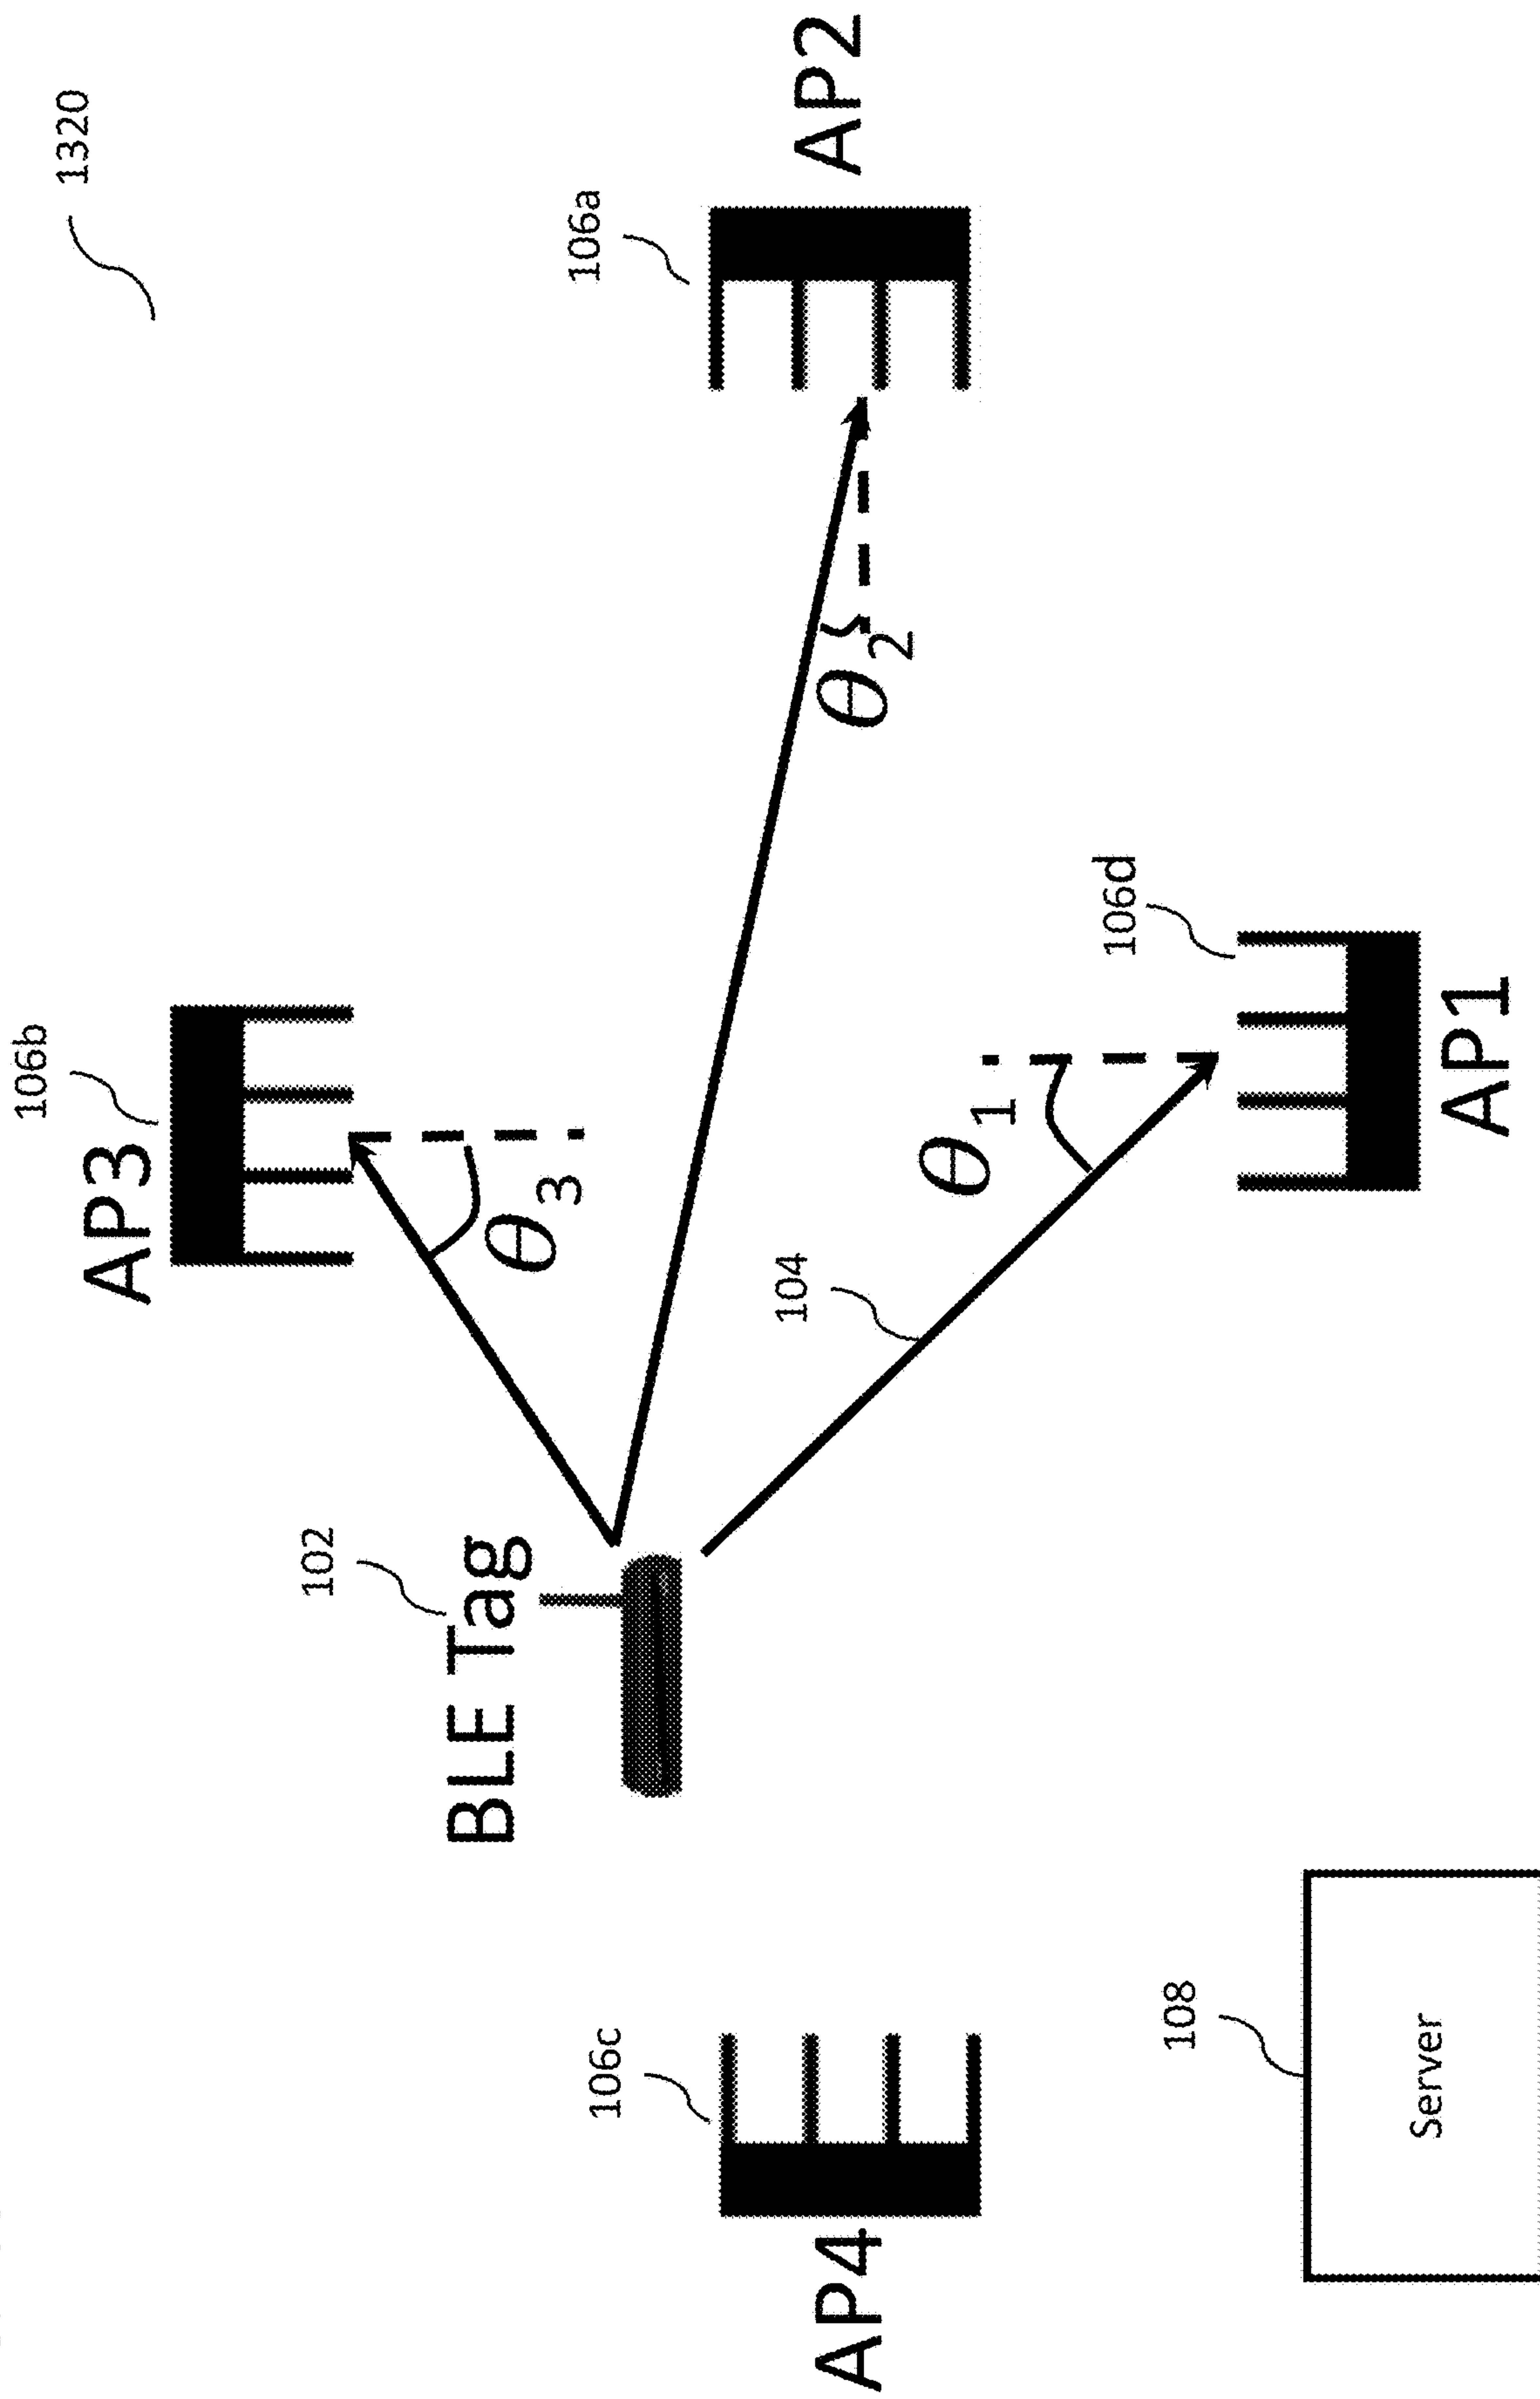 106b
1320
AP3
102
BLE Tag
θ3
106c
106a
104
AP4
θ2
AP2
θ1
106d
108
Server
AP1